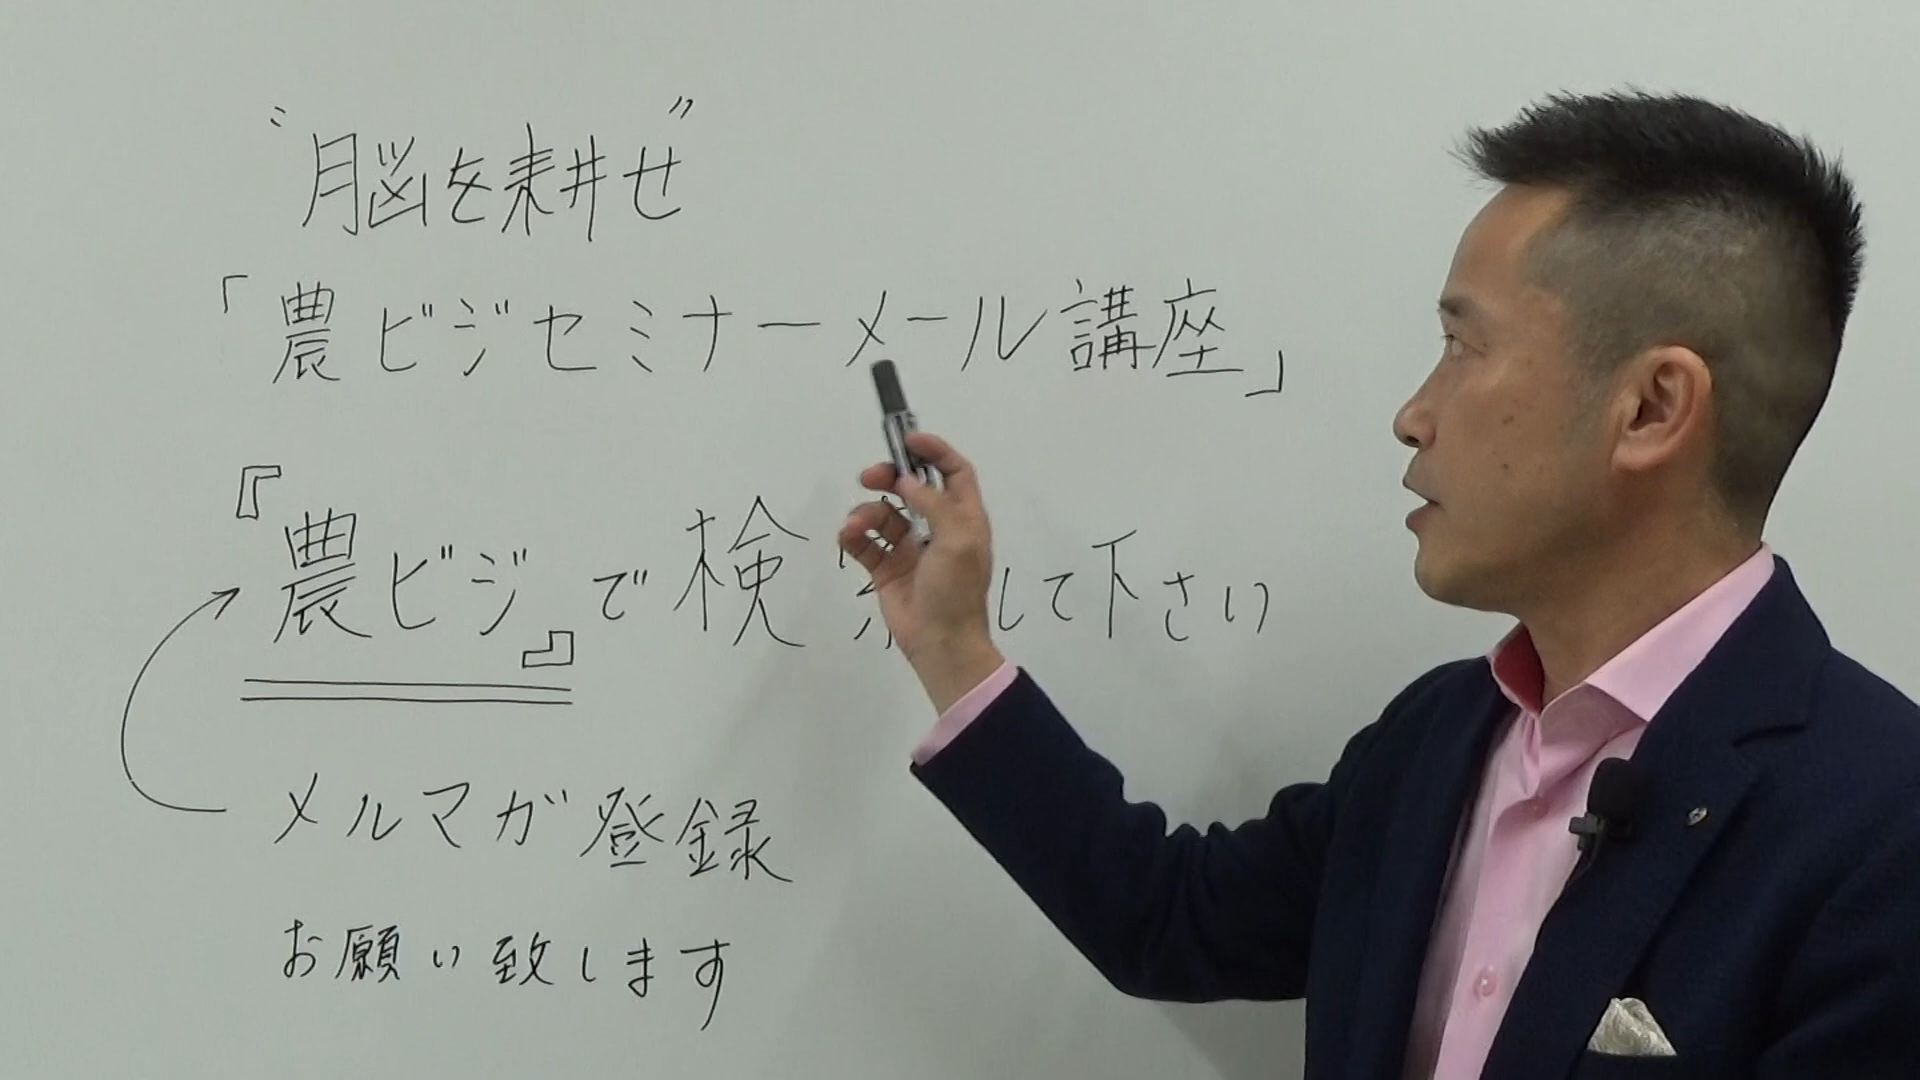 "脳を耕せ"
「農ビジセミナーメール講座」
『農ビジ』で検索して下さい
メルマガ登録
お願い致します